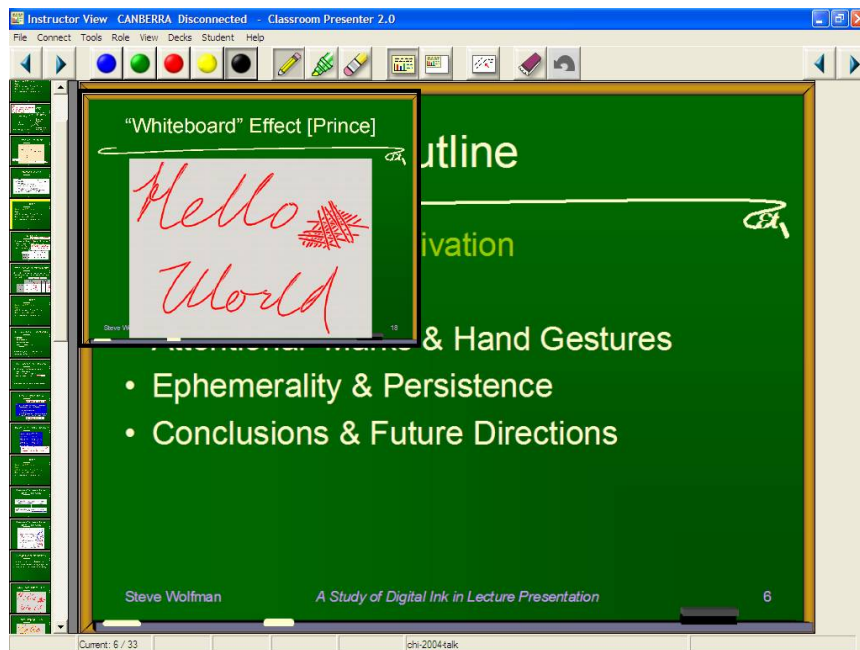 Instructor View CANBERRA Disconnected - Classroom Presenter 2.0
File Connect Tools Role View Decks Student Help
"Whiteboard" Effect [Prince]
Hello
World
18
utline
ivation
& Hand Gestures
• Ephemerality & Persistence
• Conclusions & Future Directions
Steve Wolfman A Study of Digital Ink in Lecture Presentation 6
Current: 6 / 33 chi-2004-talk